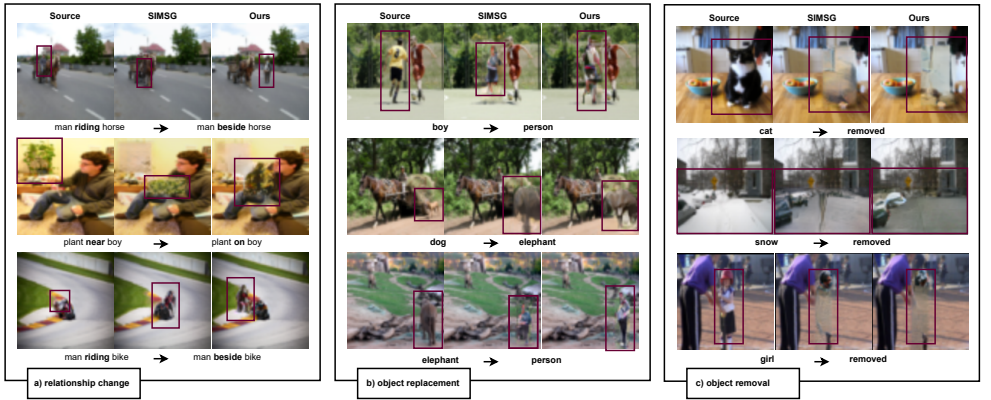 Source SIMSG Ours
man riding horse → man beside horse
plant near boy → plant on boy
man riding bike → man beside bike
a) relationship change
Source SIMSG Ours
boy → person
dog → elephant
elephant → person
b) object replacement
Source SIMSG Ours
cat → removed
snow → removed
girl → removed
c) object removal